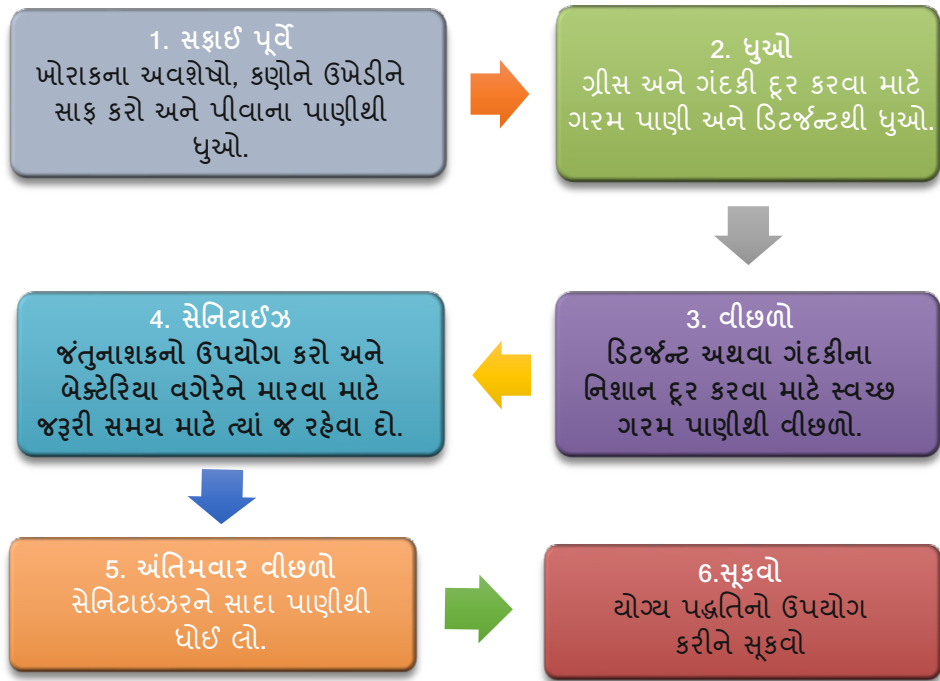 1. સફાઈ પૂર્વે
ખોરાકના અવશેષો, કણોને ઉખેડીને
સાફ કરો અને પીવાના પાણીથી
ધુઓ.
2. ધુઓ
ગ્રીસ અને ગંદકી દૂર કરવા માટે
ગરમ પાણી અને ડિટર્જન્ટથી ધુઓ.
3. વીછળો
ડિટર્જન્ટ અથવા ગંદકીના
નિશાન દૂર કરવા માટે સ્વચ્છ
ગરમ પાણીથી વીછળો.
4. સેનિટાઈઝ
જંતુનાશકનો ઉપયોગ કરો અને
બેક્ટેરિયા વગેરેને મારવા માટે
જરૂરી સમય માટે ત્યાં જ રહેવા દો.
5. અંતિમવાર વીછળો
સેનિટાઇઝરને સાદા પાણીથી
ધોઈ લો.
6.સૂકવો
યોગ્ય પદ્ધતિનો ઉપયોગ
કરીને સૂકવો